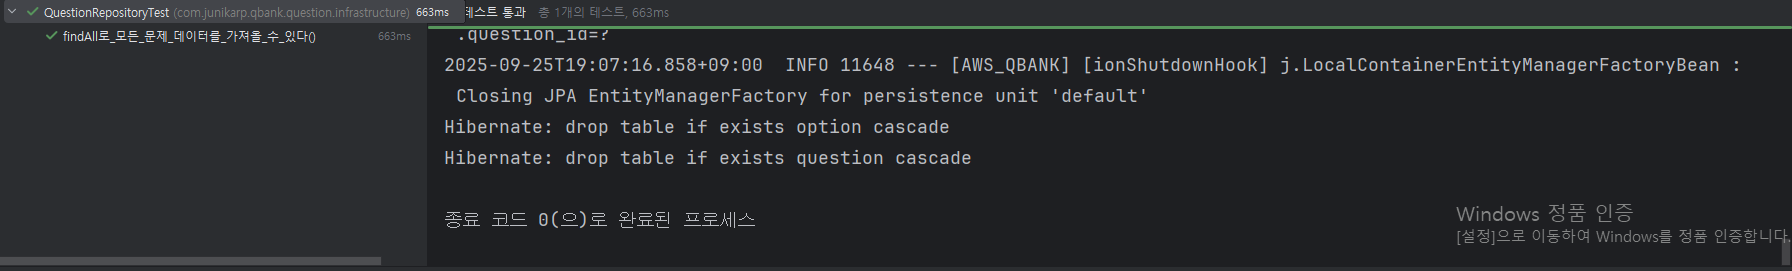 QuestionRepositoryTest (com.junikarp.qbank.question.infrastructure) 663ms
테스트 통과 총 1개의 테스트, 663ms
findAll로_모든_문제_데이터를_가져올_수_있다() 663ms
.question_id=?
2025-09-25T19:07:16.858+09:00  INFO 11648 --- [AWS_QBANK] [ionShutdownHook] j.LocalContainerEntityManagerFactoryBean :
Closing JPA EntityManagerFactory for persistence unit 'default'
Hibernate: drop table if exists option cascade
Hibernate: drop table if exists question cascade
종료 코드 0(으)로 완료된 프로세스
Windows 정품 인증
[설정]으로 이동하여 Windows를 정품 인증합니다.